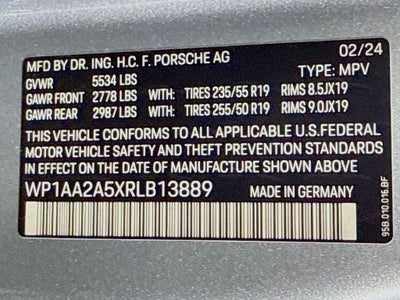 MFD BY DR. ING. H.C. F. PORSCHE AG 02/24
GVWR 5534 LBS TYPE: MPV
GAWR FRONT 2778 LBS WITH: TIRES 235/55 R19 RIMS 8.5JX19
GAWR REAR 2987 LBS WITH: TIRES 255/50 R19 RIMS 9.0JX19
THIS VEHICLE CONFORMS TO ALL APPLICABLE U.S.FEDERAL
MOTOR VEHICLE SAFETY AND THEFT PREVENTION STANDARDS
IN EFFECT ON THE DATE OF MANUFACTURE SHOWN ABOVE.
WP1AA2A5XRLB13889 MADE IN GERMANY
95B.010.016.BF